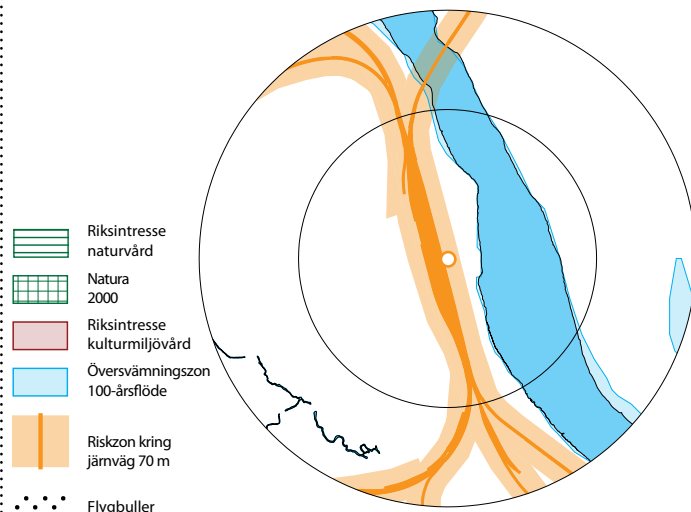 Riksintresse
naturvård
Natura
2000
Riksintresse
kulturmiljövård
Översvämningszon
100-årsflöde
Riskzon kring
järnväg 70 m
Flygbuller